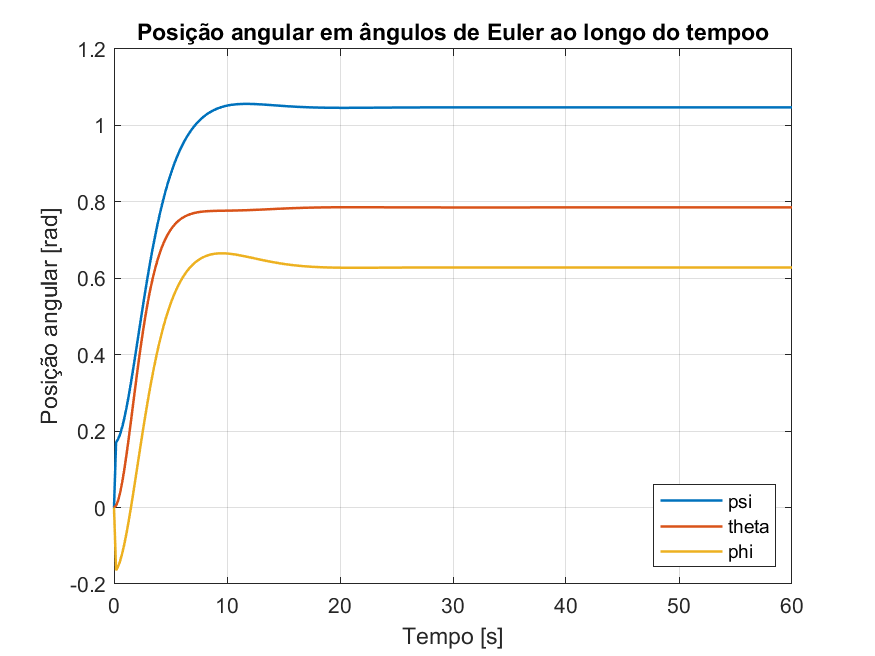 Posição angular em ângulos de Euler ao longo do tempoo
1.2
1
0.8
0.6
0.4
0.2
0
-0.2
Posição angular [rad]
0 10 20 30 40 50 60
Tempo [s]
psi
theta
phi